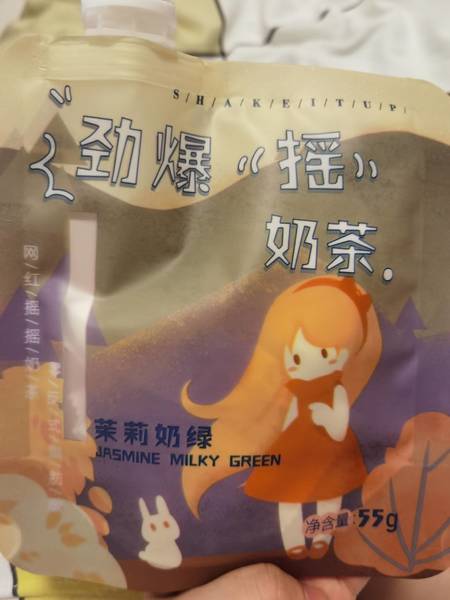 S/H/A/K/E/I/T/U/P/
劲爆“摇”
奶茶.
网/红/摇/摇/奶/茶
茉莉奶绿
JASMINE MILKY GREEN
净含量:55g